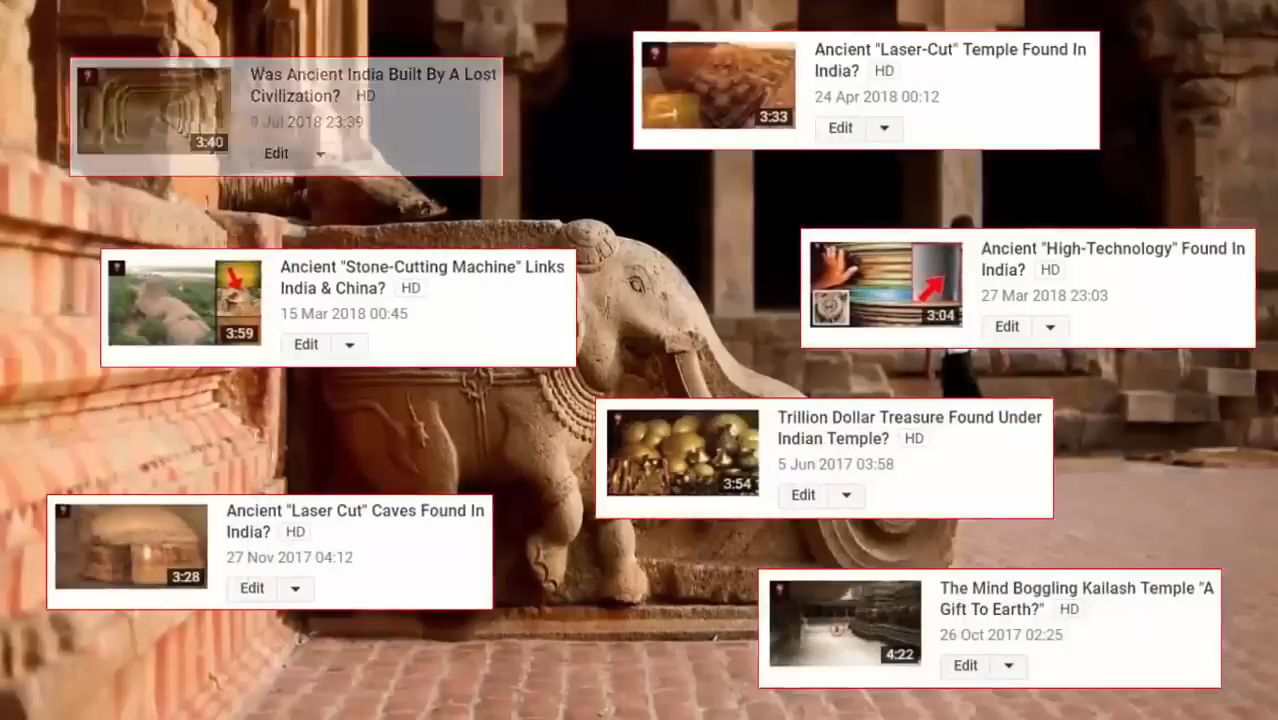 Was Ancient India Built By A Lost
Civilization? HD
9 Jul 2018 23:39
3:40
Edit
Ancient "Laser-Cut" Temple Found In
India? HD
24 Apr 2018 00:12
3:33
Edit
Ancient "Stone-Cutting Machine" Links
India & China? HD
15 Mar 2018 00:45
3:59
Edit
Ancient "High-Technology" Found In
India? HD
27 Mar 2018 23:03
3:04
Edit
Trillion Dollar Treasure Found Under
Indian Temple? HD
5 Jun 2017 03:58
3:54
Edit
Ancient "Laser Cut" Caves Found In
India? HD
27 Nov 2017 04:12
3:28
Edit
The Mind Boggling Kailash Temple "A
Gift To Earth?" HD
26 Oct 2017 02:25
4:22
Edit